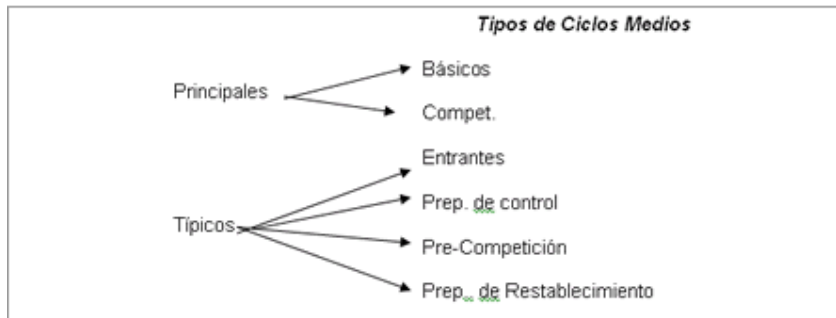 Tipos de Ciclos Medios
Principales
Básicos
Compet.
Típicos
Entrantes
Prep. de control
Pre-Competición
Prep. de Restablecimiento